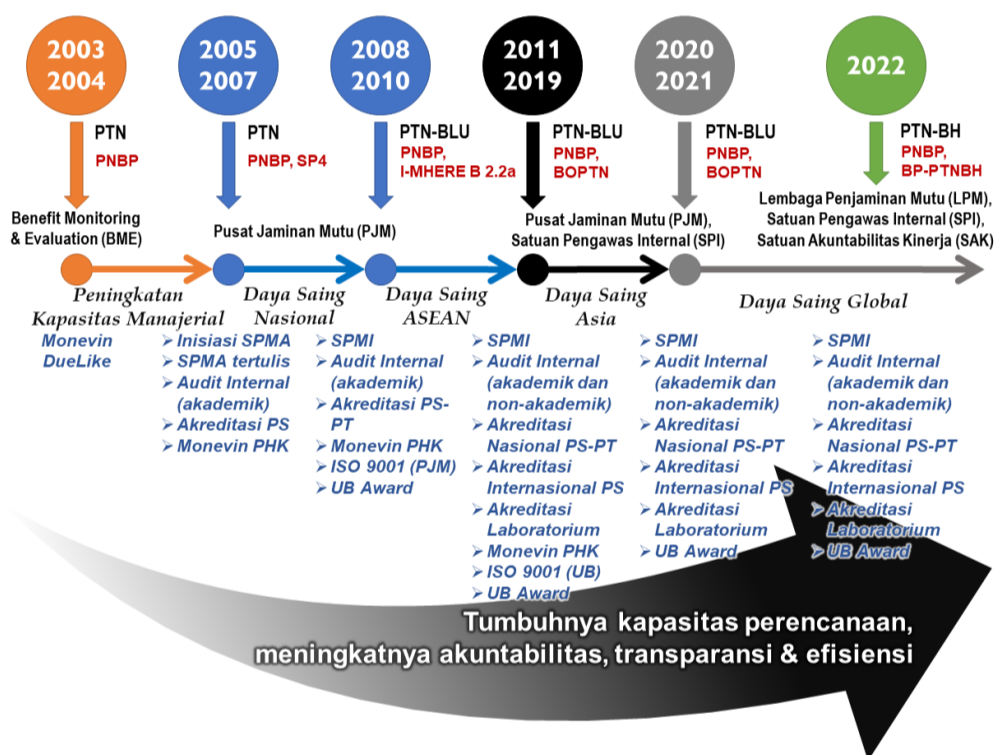 2003
2004
2005
2007
2008
2010
2011
2019
2020
2021
2022
PTN
PNBP
PTN
PNBP, SP4
PTN-BLU
PNBP,
I-MHERE B 2.2a
PTN-BLU
PNBP,
BOPTN
PTN-BLU
PNBP,
BOPTN
PTN-BH
PNBP,
BP-PTNBH
Benefit Monitoring
& Evaluation (BME)
Pusat Jaminan Mutu (PJM)
Pusat Jaminan Mutu (PJM),
Satuan Pengawas Internal (SPI)
Lembaga Penjaminan Mutu (LPM),
Satuan Pengawas Internal (SPI),
Satuan Akuntabilitas Kinerja (SAK)
Peningkatan
Kapasitas Manajerial
Daya Saing
Nasional
Daya Saing
ASEAN
Daya Saing
Asia
Daya Saing Global
Monevin
DueLike
➢ Inisiasi SPMA
➢ SPMA tertulis
➢ Audit Internal
(akademik)
➢ Akreditasi PS
➢ Monevin PHK
➢ SPMI
➢ Audit Internal
(akademik)
➢ Akreditasi PS-
PT
➢ Monevin PHK
➢ ISO 9001 (PJM)
➢ UB Award
➢ SPMI
➢ Audit Internal
(akademik dan
non-akademik)
➢ Akreditasi
Nasional PS-PT
➢ Akreditasi
Internasional PS
➢ Akreditasi
Laboratorium
➢ Monevin PHK
➢ ISO 9001 (UB)
➢ UB Award
➢ SPMI
➢ Audit Internal
(akademik dan
non-akademik)
➢ Akreditasi
Nasional PS-PT
➢ Akreditasi
Internasional PS
➢ Akreditasi
Laboratorium
➢ UB Award
➢ SPMI
➢ Audit Internal
(akademik dan
non-akademik)
➢ Akreditasi
Nasional PS-PT
➢ Akreditasi
Internasional PS
➢ Akreditasi
Laboratorium
➢ UB Award
Tumbuhnya kapasitas perencanaan,
meningkatnya akuntabilitas, transparansi & efisiensi